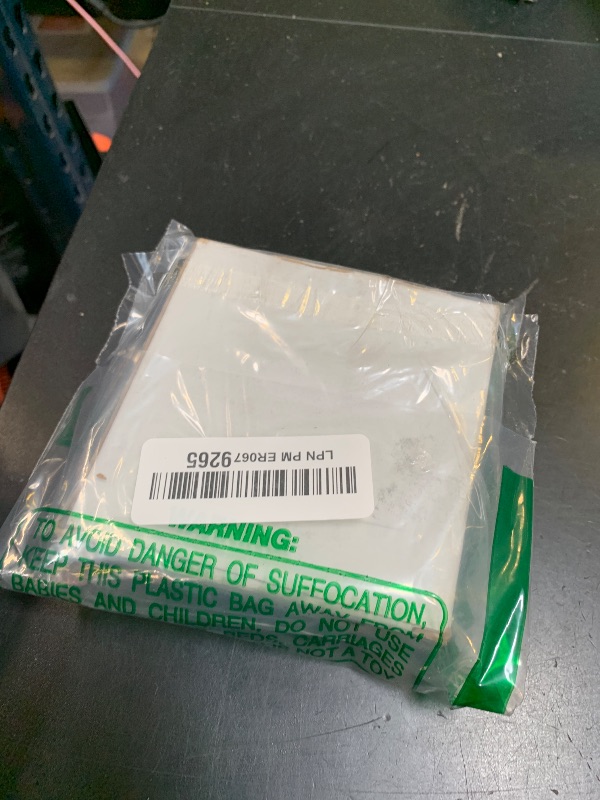 LPN PM ER0679265
WARNING:
TO AVOID DANGER OF SUFFOCATION,
KEEP THIS PLASTIC BAG AWAY FROM
BABIES AND CHILDREN. DO NOT USE
BEDS, CARRIAGES
NOT A TOY